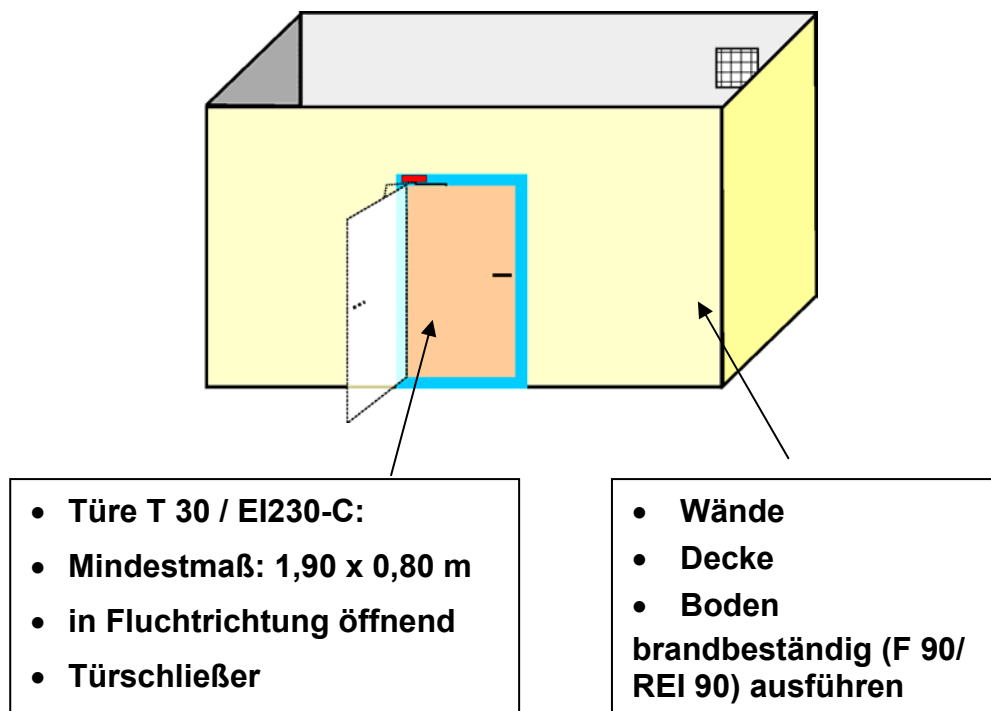 • Türe T 30 / EI230-C:
• Mindestmaß: 1,90 x 0,80 m
• in Fluchtrichtung öffnend
• Türschließer
• Wände
• Decke
• Boden
brandbeständig (F 90/
REI 90) ausführen